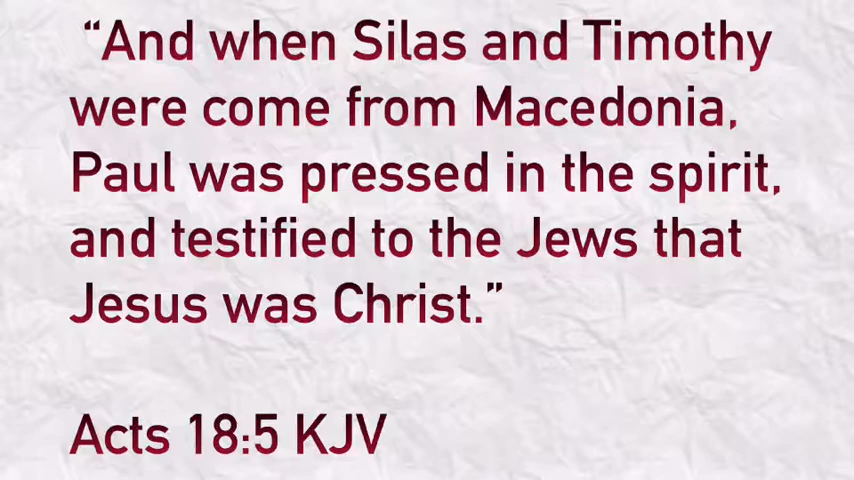 “And when Silas and Timothy
were come from Macedonia,
Paul was pressed in the spirit,
and testified to the Jews that
Jesus was Christ.”
Acts 18:5 KJV